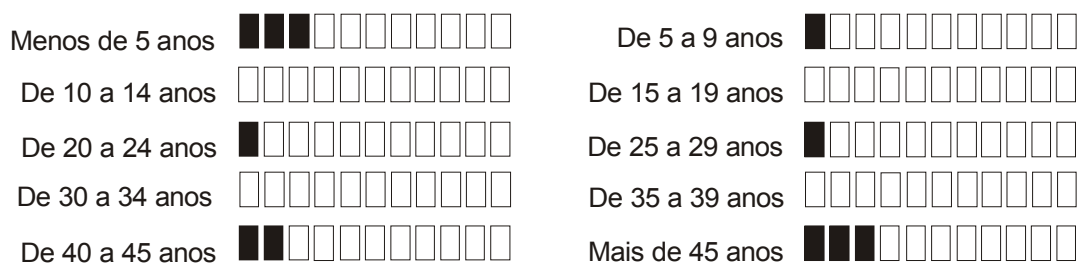 Menos de 5 anos
De 5 a 9 anos
De 10 a 14 anos
De 15 a 19 anos
De 20 a 24 anos
De 25 a 29 anos
De 30 a 34 anos
De 35 a 39 anos
De 40 a 45 anos
Mais de 45 anos